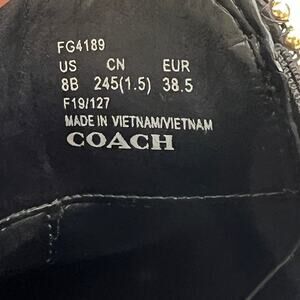 FG4189
US CN EUR
8B 245(1.5) 38.5
F19/127
MADE IN VIETNAM/VIETNAM
COACH